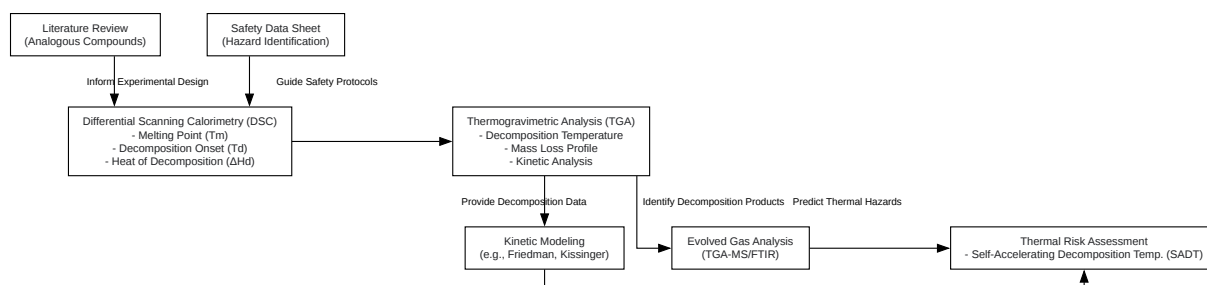 Literature Review
(Analogous Compounds)
Safety Data Sheet
(Hazard Identification)
Inform Experimental Design
Guide Safety Protocols
Differential Scanning Calorimetry (DSC)
- Melting Point (Tm)
- Decomposition Onset (Td)
- Heat of Decomposition (ΔHd)
Thermogravimetric Analysis (TGA)
- Decomposition Temperature
- Mass Loss Profile
- Kinetic Analysis
Provide Decomposition Data
Identify Decomposition Products
Predict Thermal Hazards
Kinetic Modeling
(e.g., Friedman, Kissinger)
Evolved Gas Analysis
(TGA-MS/FTIR)
Thermal Risk Assessment
- Self-Accelerating Decomposition Temp. (SADT)